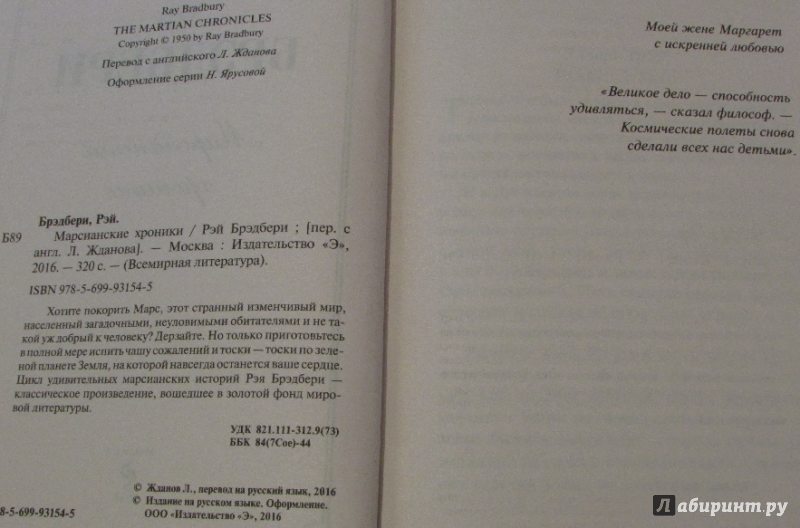 Ray Bradbury
THE MARTIAN CHRONICLES
Copyright © 1950 by Ray Bradbury
Перевод с английского Л. Жданова
Оформление серии Н. Ярусовой
Брэдбери, Рэй.
Б89 Марсианские хроники / Рэй Брэдбери ; [пер. с
англ. Л. Жданова]. — Москва : Издательство «Э»,
2016. — 320 с. — (Всемирная литература).
ISBN 978-5-699-93154-5
Хотите покорить Марс, этот странный изменчивый мир,
населенный загадочными, неуловимыми обитателями и не та-
кой уж добрый к человеку? Дерзайте. Но только приготовьтесь
в полной мере испить чашу сожалений и тоски — тоски по зеле-
ной планете Земля, на которой навсегда останется ваше сердце.
Цикл удивительных марсианских историй Рэя Брэдбери —
классическое произведение, вошедшее в золотой фонд миро-
вой литературы.
УДК 821.111-312.9(73)
ББК 84(7Сое)-44
© Жданов Л., перевод на русский язык, 2016
© Издание на русском языке. Оформление.
8-5-699-93154-5 ООО «Издательство «Э», 2016
Моей жене Маргарет
с искренней любовью
«Великое дело — способность
удивляться, — сказал философ. —
Космические полеты снова
сделали всех нас детьми».
Лабиринт.ру